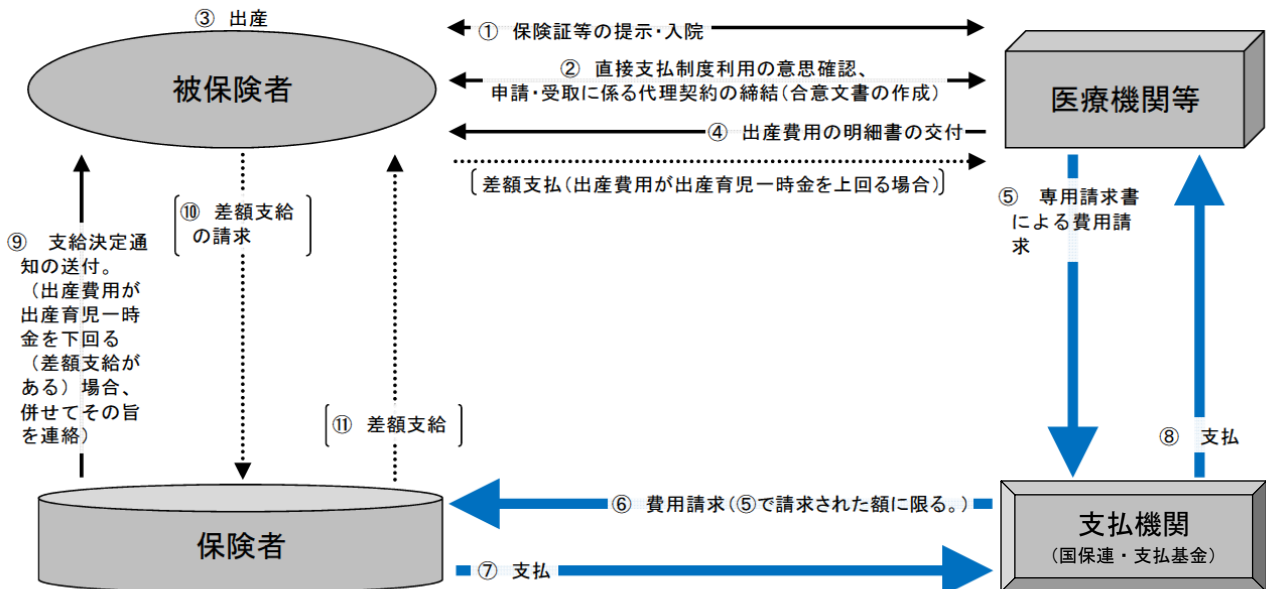 ③ 出産
① 保険証等の提示・入院
② 直接支払制度利用の意思確認、
申請・受取に係る代理契約の締結(合意文書の作成)
被保険者
医療機関等
④ 出産費用の明細書の交付
差額支払(出産費用が出産育児一時金を上回る場合)
⑤ 専用請求書
による費用請
求
⑩ 差額支給
の請求
⑨ 支給決定通
知の送付。
(出産費用が
出産育児一時
金を下回る
(差額支給が
ある)場合、
併せてその旨
を連絡)
⑪ 差額支給
⑧ 支払
⑥ 費用請求(⑤で請求された額に限る。)
保険者
支払機関
(国保連・支払基金)
⑦ 支払